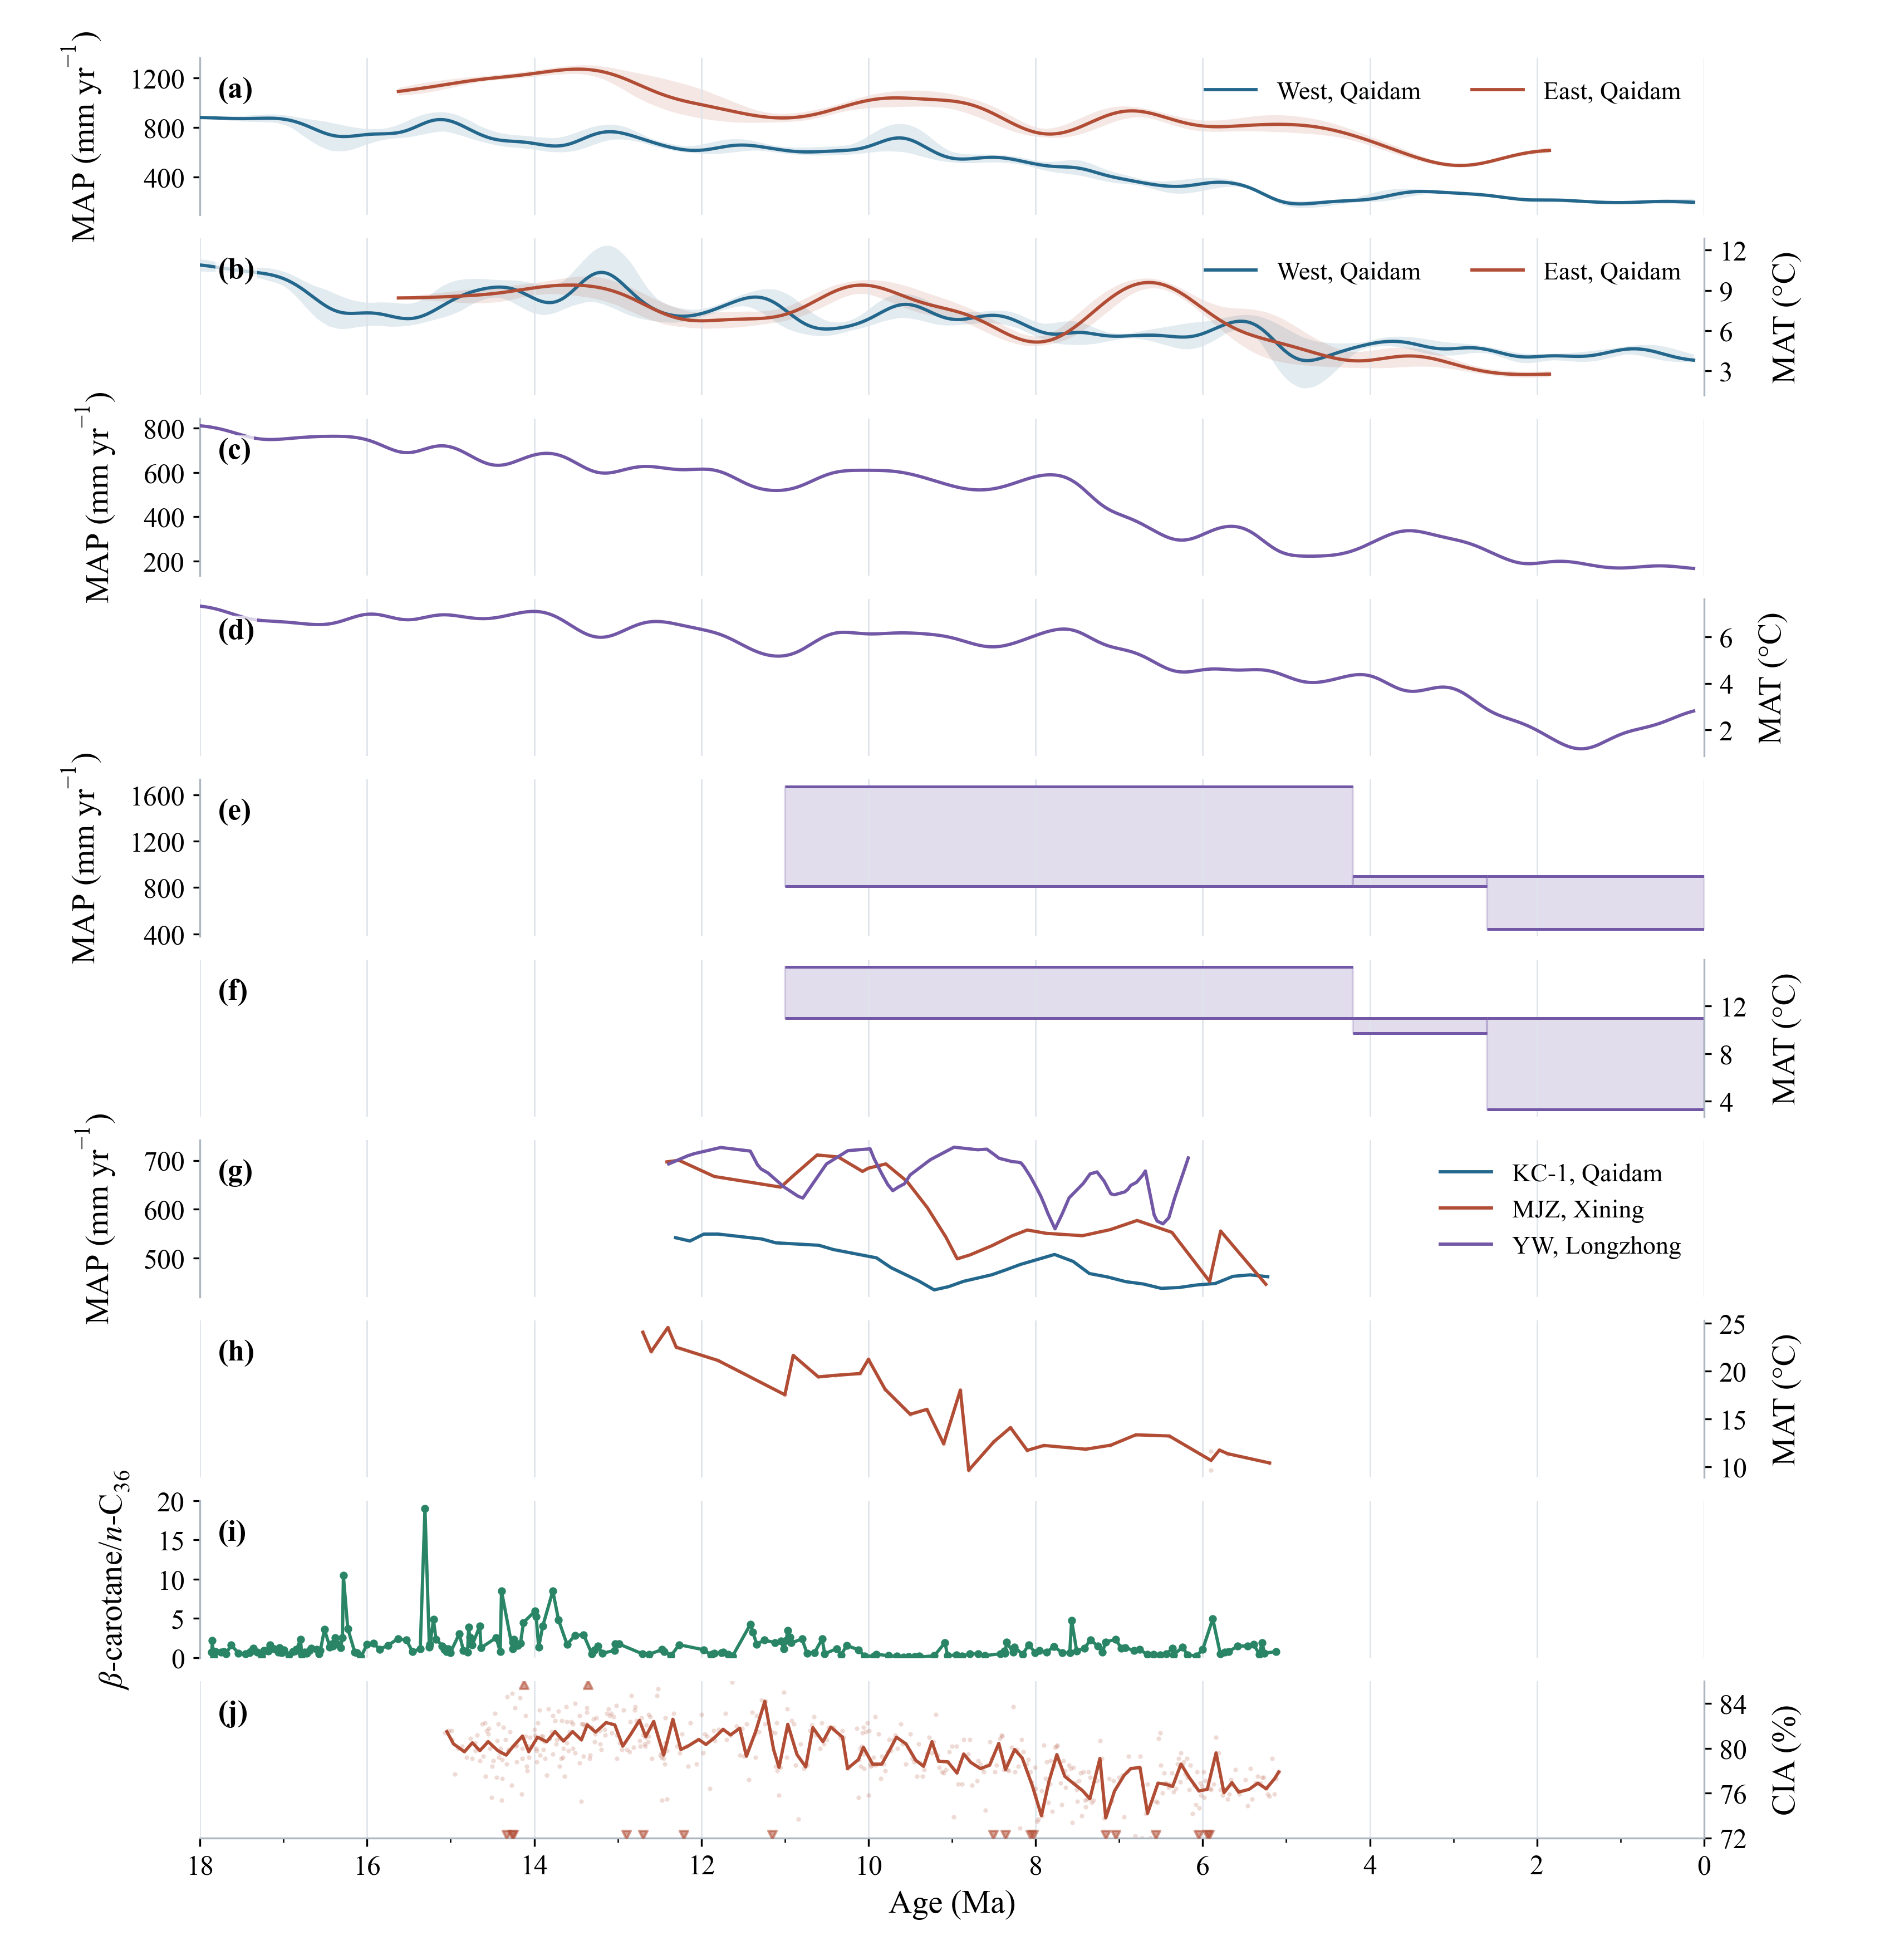 MAP (mm yr⁻¹)
1200
800
400
(a)
West, Qaidam
East, Qaidam
(b)
West, Qaidam
East, Qaidam
12
9
6
3
MAT (°C)
MAP (mm yr⁻¹)
800
600
400
200
(c)
(d)
6
4
2
MAT (°C)
MAP (mm yr⁻¹)
1600
1200
800
400
(e)
(f)
12
8
4
MAT (°C)
MAP (mm yr⁻¹)
700
600
500
(g)
KC-1, Qaidam
MJZ, Xining
YW, Longzhong
(h)
25
20
15
10
MAT (°C)
β-carotane/n-C₃₆
20
15
10
5
0
(i)
(j)
84
80
76
72
CIA (%)
18 16 14 12 10 8 6 4 2 0
Age (Ma)